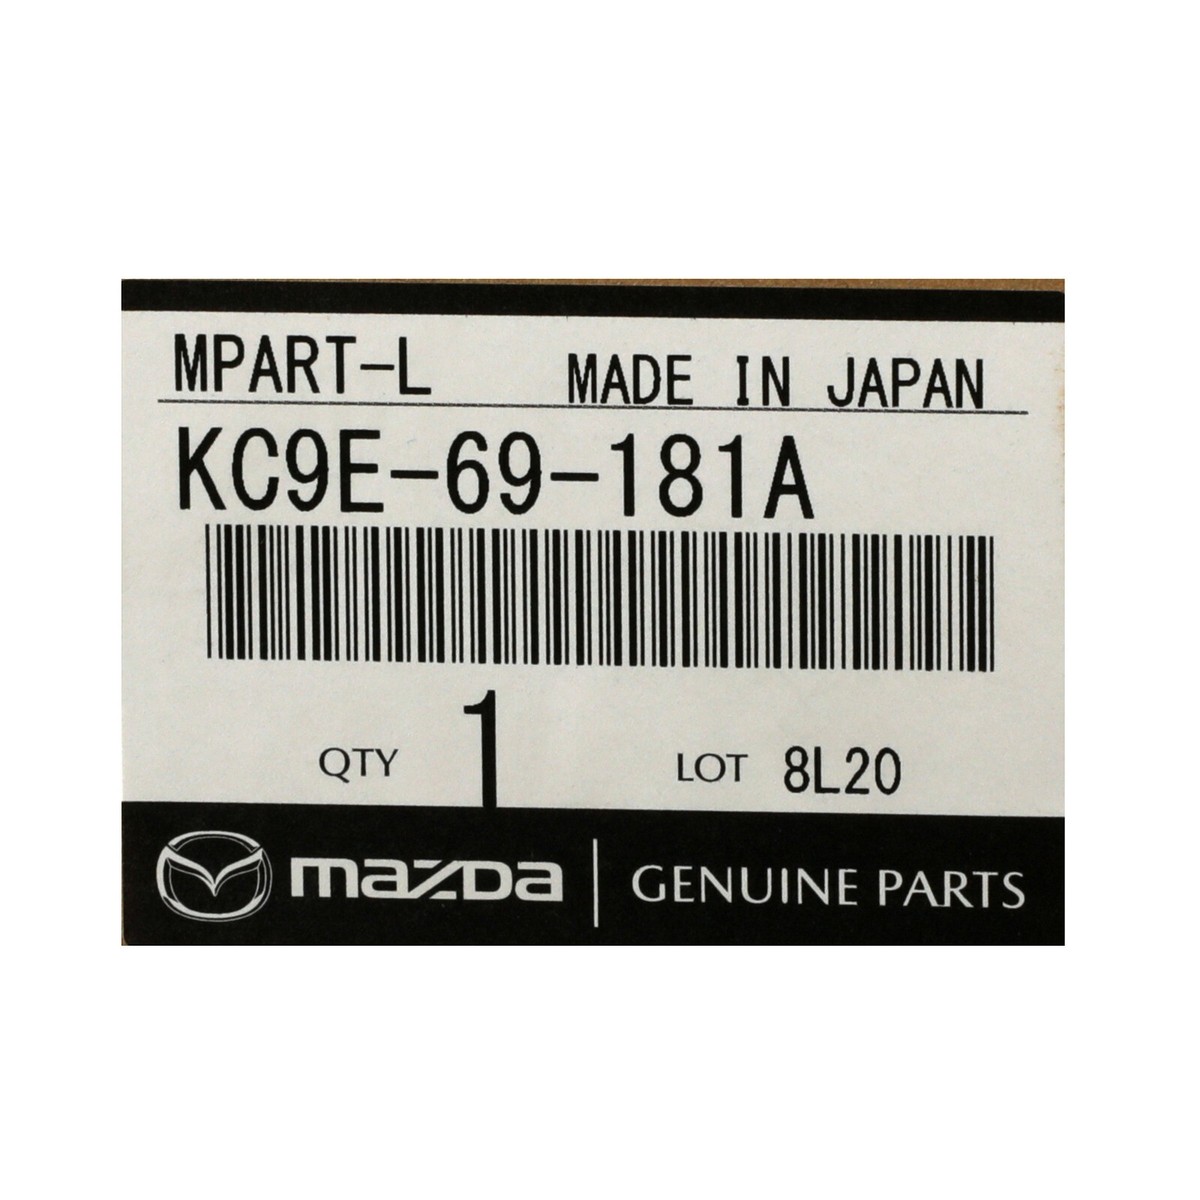 MPART-L MADE IN JAPAN
KC9E-69-181A
QTY 1 LOT 8L20
mazda GENUINE PARTS